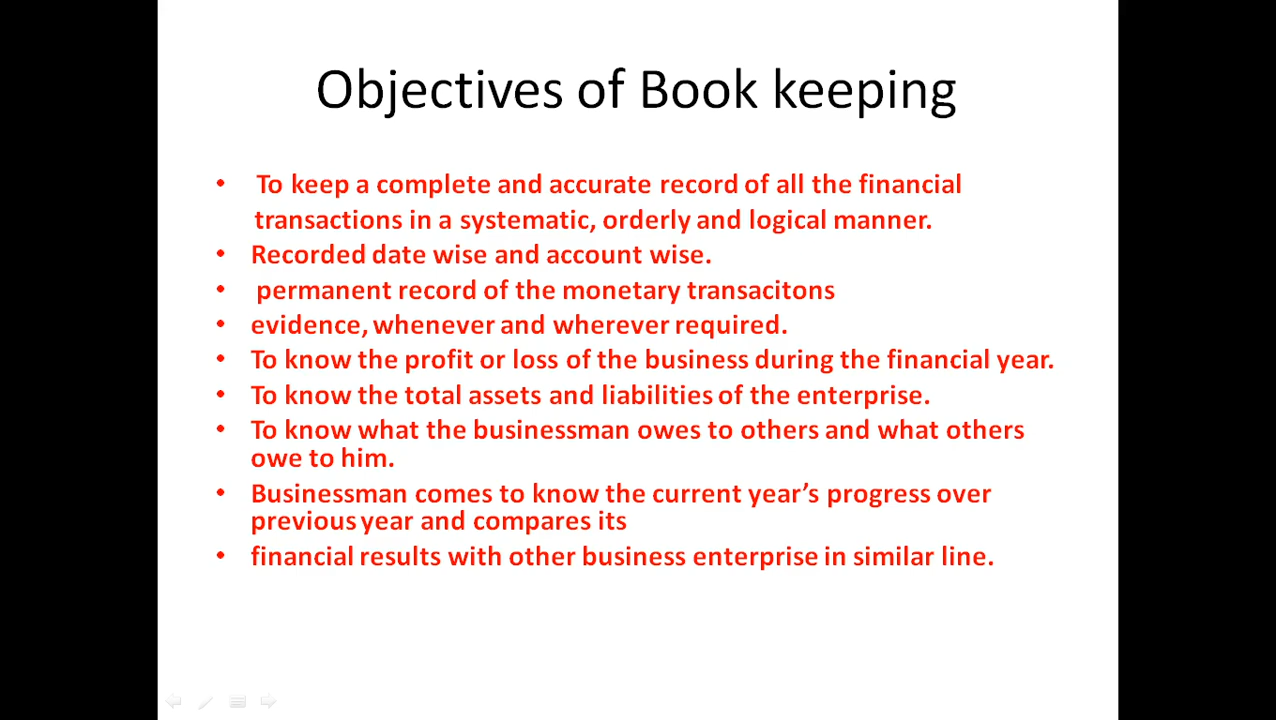 Objectives of Book keeping
• To keep a complete and accurate record of all the financial
transactions in a systematic, orderly and logical manner.
• Recorded date wise and account wise.
• permanent record of the monetary transacitons
• evidence, whenever and wherever required.
• To know the profit or loss of the business during the financial year.
• To know the total assets and liabilities of the enterprise.
• To know what the businessman owes to others and what others
owe to him.
• Businessman comes to know the current year’s progress over
previous year and compares its
• financial results with other business enterprise in similar line.